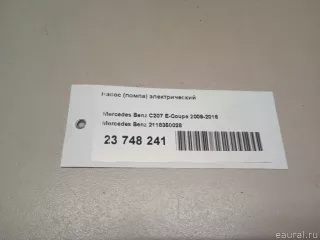 Насос (помпа) электрический
Mercedes Benz C207 E-Coupe 2009-2016
Mercedes Benz 2118350028
23 748 241
eaural.ru